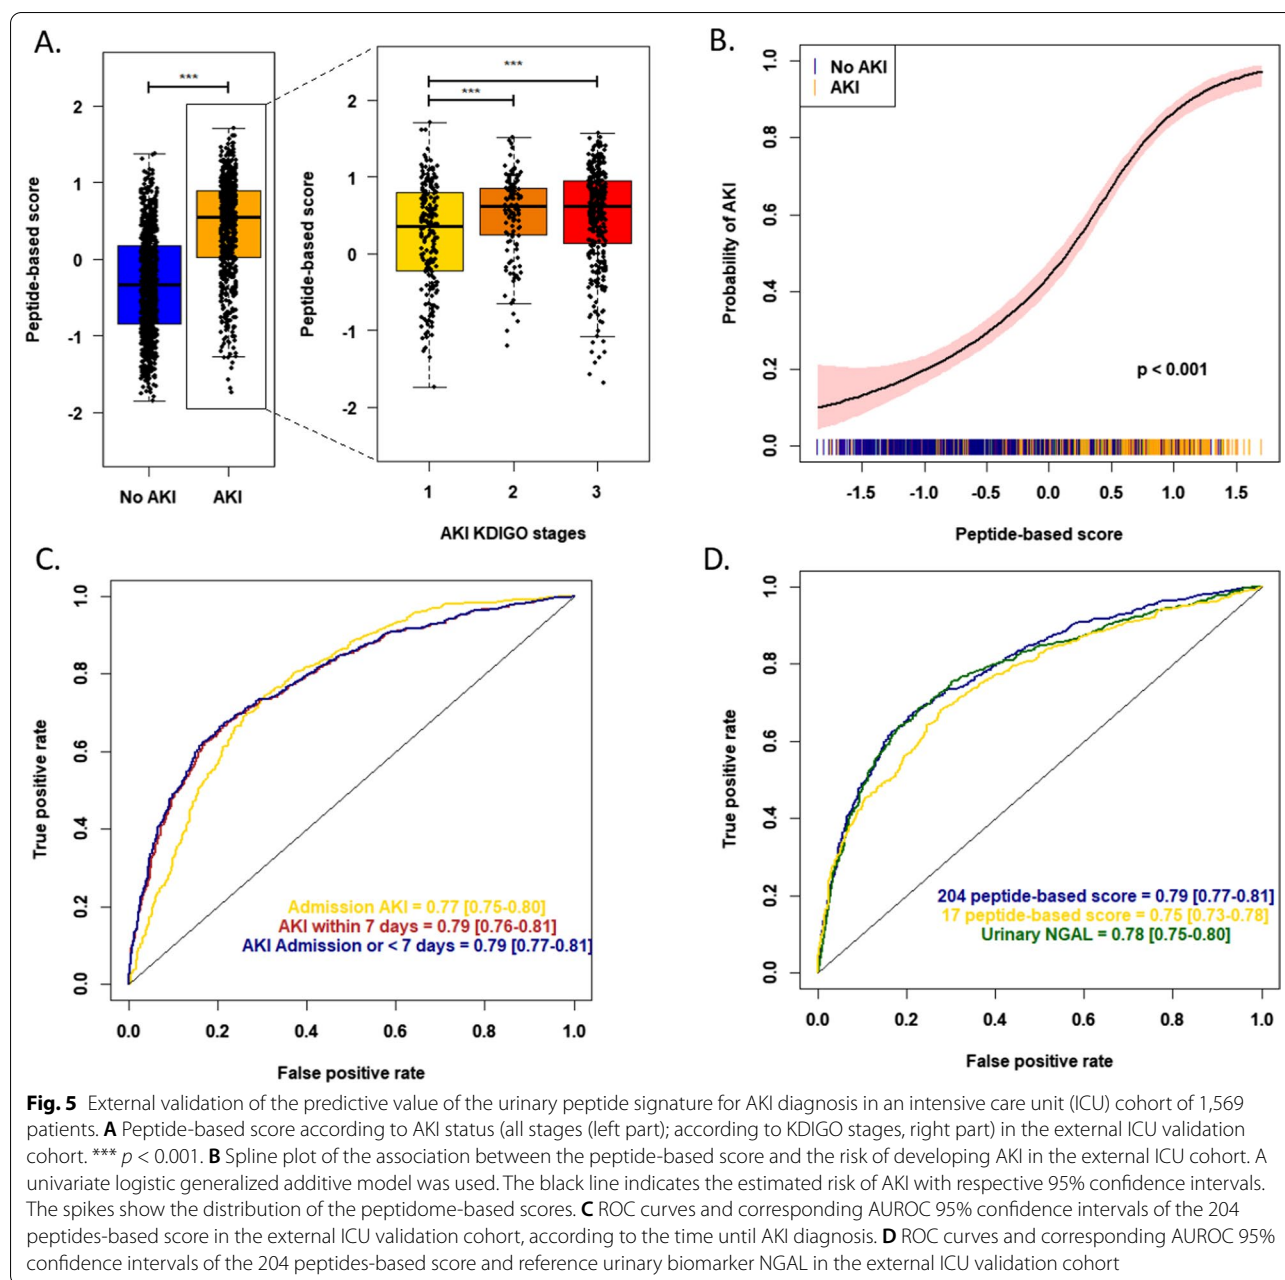 A.
***
2
1
0
-1
-2
Peptide-based score
No AKI AKI
***
***
2
1
0
-1
-2
Peptide-based score
1 2 3
AKI KDIGO stages
B.
No AKI
AKI
1.0
0.8
0.6
0.4
0.2
0.0
Probability of AKI
p < 0.001
-1.5 -1.0 -0.5 0.0 0.5 1.0 1.5
Peptide-based score
C.
1.0
0.8
0.6
0.4
0.2
0.0
True positive rate
Admission AKI = 0.77 [0.75-0.80]
AKI within 7 days = 0.79 [0.76-0.81]
AKI Admission or < 7 days = 0.79 [0.77-0.81]
0.0 0.2 0.4 0.6 0.8 1.0
False positive rate
D.
1.0
0.8
0.6
0.4
0.2
0.0
True positive rate
204 peptide-based score = 0.79 [0.77-0.81]
17 peptide-based score = 0.75 [0.73-0.78]
Urinary NGAL = 0.78 [0.75-0.80]
0.0 0.2 0.4 0.6 0.8 1.0
False positive rate
Fig. 5 External validation of the predictive value of the urinary peptide signature for AKI diagnosis in an intensive care unit (ICU) cohort of 1,569
patients. A Peptide-based score according to AKI status (all stages (left part); according to KDIGO stages, right part) in the external ICU validation
cohort. *** p < 0.001. B Spline plot of the association between the peptide-based score and the risk of developing AKI in the external ICU cohort. A
univariate logistic generalized additive model was used. The black line indicates the estimated risk of AKI with respective 95% confidence intervals.
The spikes show the distribution of the peptidome-based scores. C ROC curves and corresponding AUROC 95% confidence intervals of the 204
peptides-based score in the external ICU validation cohort, according to the time until AKI diagnosis. D ROC curves and corresponding AUROC 95%
confidence intervals of the 204 peptides-based score and reference urinary biomarker NGAL in the external ICU validation cohort